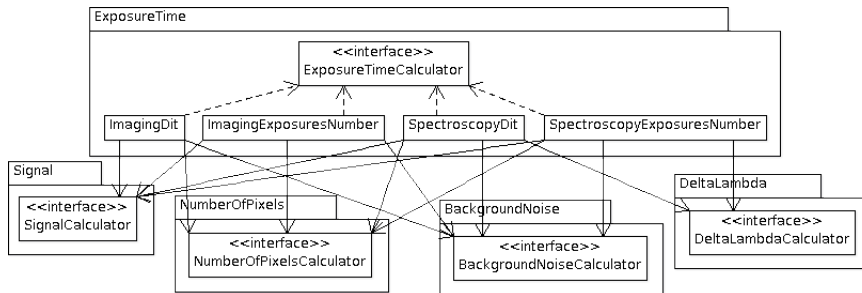 ExposureTime
<<interface>>
ExposureTimeCalculator
ImagingDit
ImagingExposuresNumber
SpectroscopyDit
SpectroscopyExposuresNumber
Signal
<<interface>>
SignalCalculator
NumberOfPixels
<<interface>>
NumberOfPixelsCalculator
BackgroundNoise
<<interface>>
BackgroundNoiseCalculator
DeltaLambda
<<interface>>
DeltaLambdaCalculator